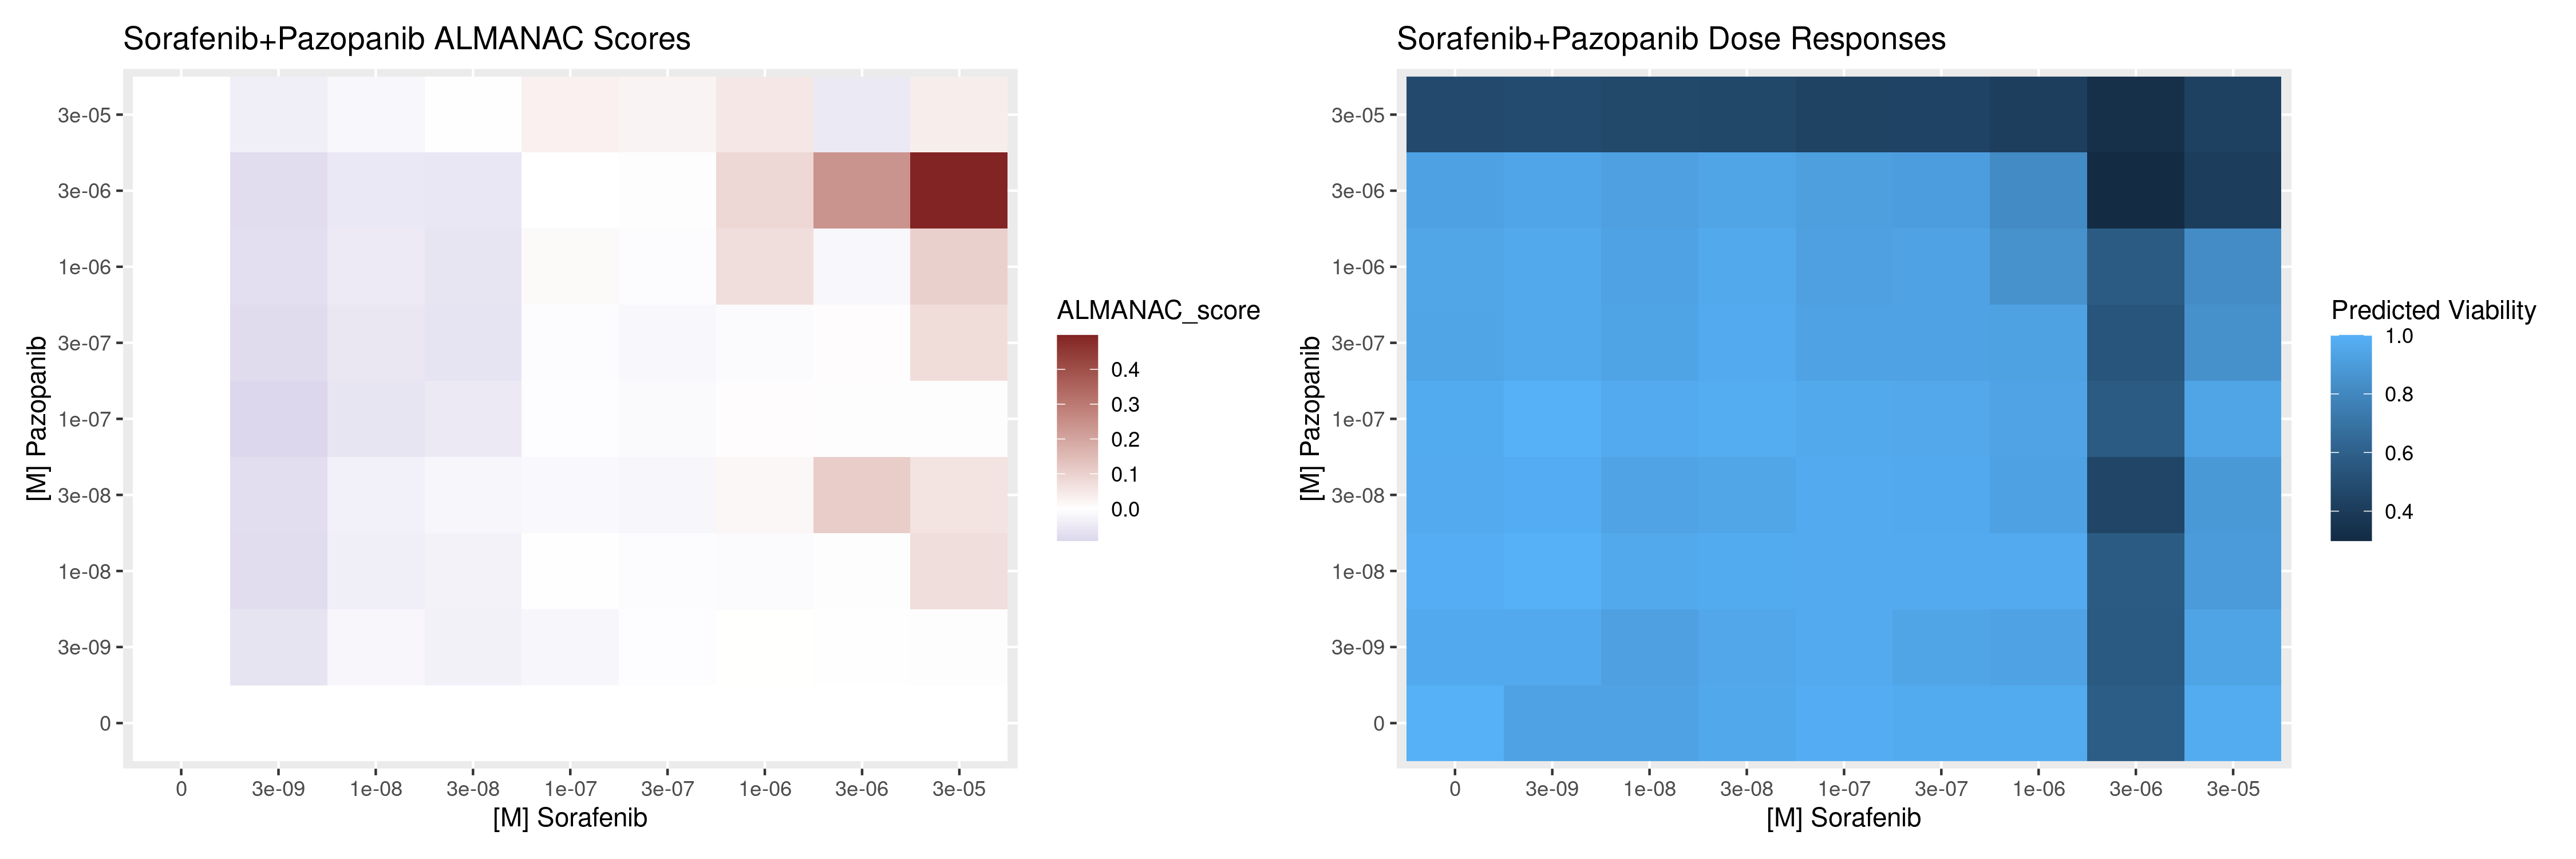 Sorafenib+Pazopanib ALMANAC Scores
[M] Pazopanib
3e-05
3e-06
1e-06
3e-07
1e-07
3e-08
1e-08
3e-09
0
0 3e-09 1e-08 3e-08 1e-07 3e-07 1e-06 3e-06 3e-05
[M] Sorafenib
ALMANAC_score
0.4
0.3
0.2
0.1
0.0
Sorafenib+Pazopanib Dose Responses
[M] Pazopanib
3e-05
3e-06
1e-06
3e-07
1e-07
3e-08
1e-08
3e-09
0
0 3e-09 1e-08 3e-08 1e-07 3e-07 1e-06 3e-06 3e-05
[M] Sorafenib
Predicted Viability
1.0
0.8
0.6
0.4